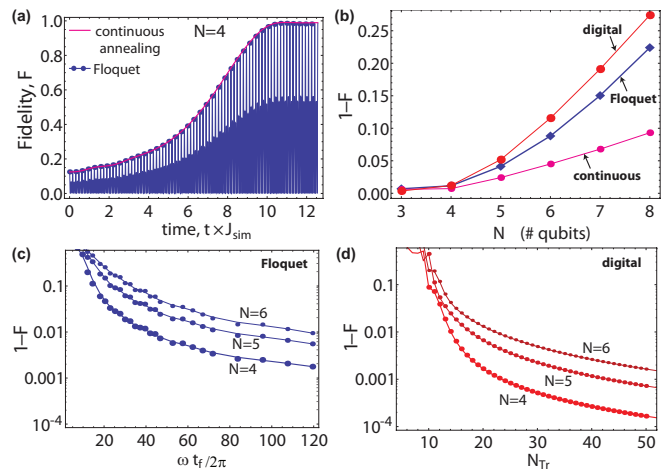 (a)
continuous
annealing
N=4
Floquet
Fidelity, F
1.0
0.8
0.6
0.4
0.2
0.0
0 2 4 6 8 10 12
time, t × J_sim
(b)
digital
Floquet
continuous
1−F
0.25
0.20
0.15
0.10
0.05
0.00
3 4 5 6 7 8
N (# qubits)
(c)
Floquet
N=6
N=5
N=4
1−F
0.1
0.01
0.001
10^-4
0 20 40 60 80 100 120
ω t_f/2π
(d)
digital
N=6
N=5
N=4
1−F
0.1
0.01
0.001
10^-4
10 20 30 40 50
N_Tr